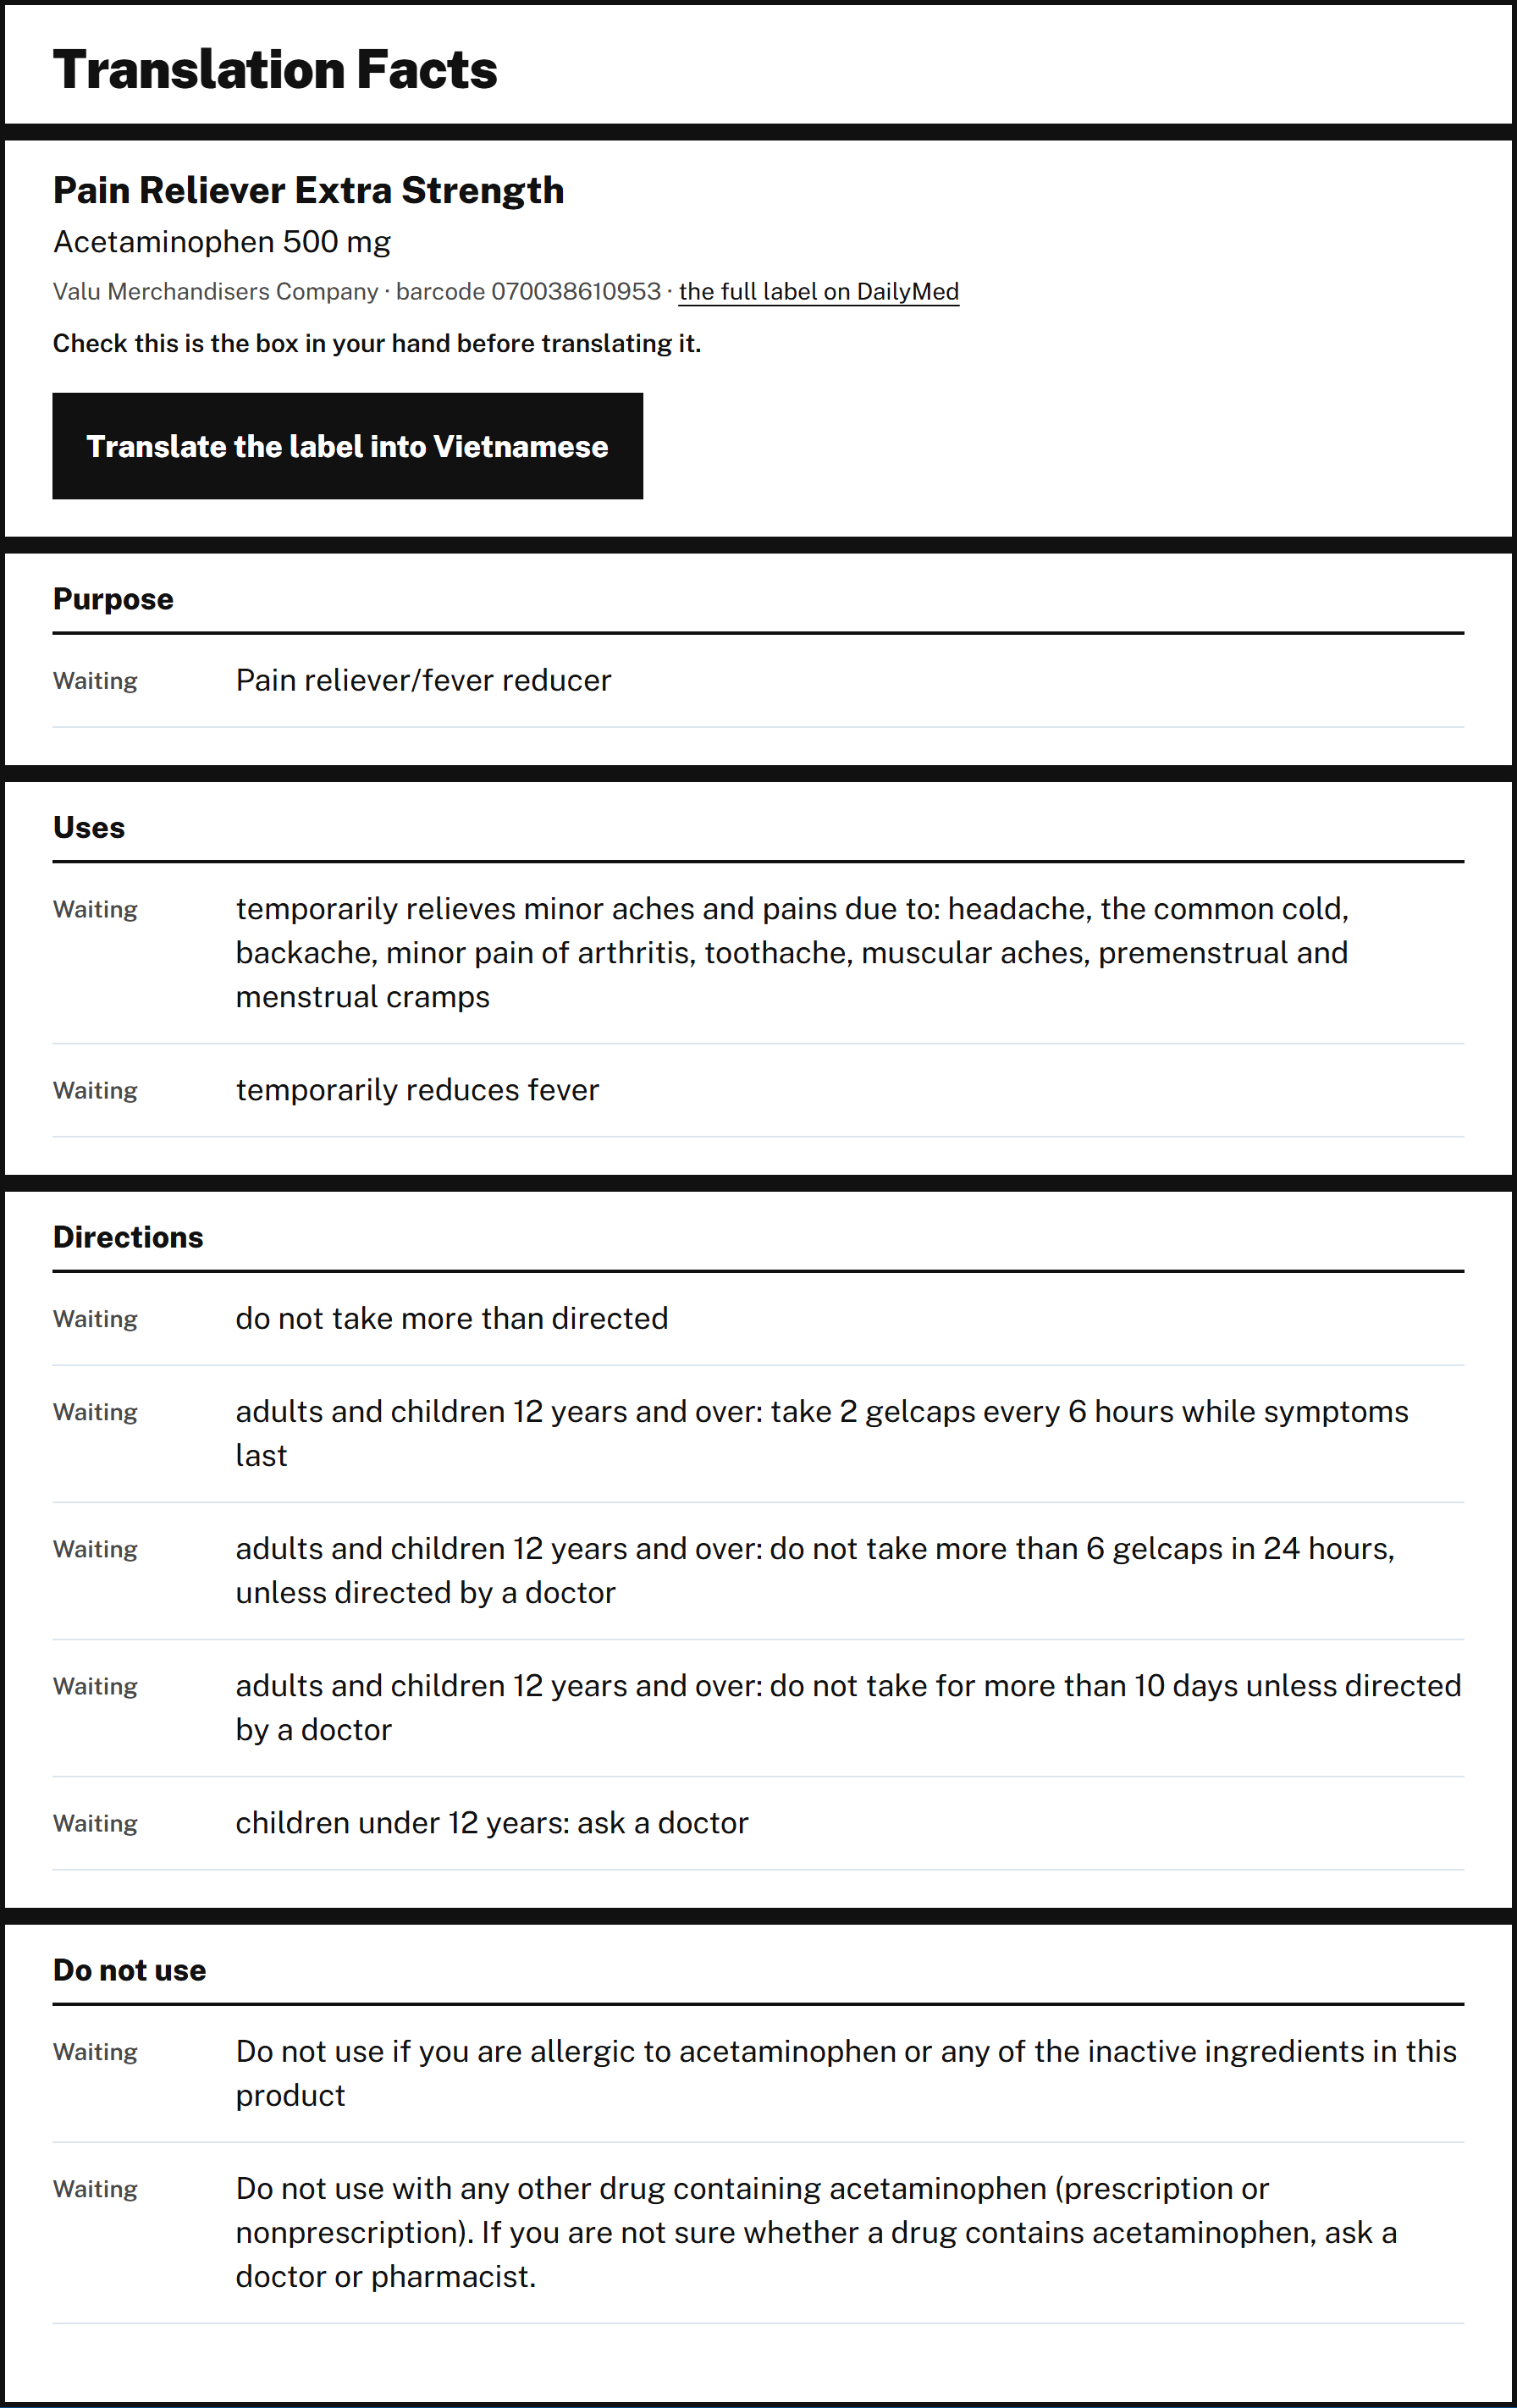 Translation Facts
Pain Reliever Extra Strength
Acetaminophen 500 mg
Valu Merchandisers Company · barcode 070038610953 · the full label on DailyMed
Check this is the box in your hand before translating it.
Translate the label into Vietnamese
Purpose
Waiting Pain reliever/fever reducer
Uses
Waiting temporarily relieves minor aches and pains due to: headache, the common cold,
backache, minor pain of arthritis, toothache, muscular aches, premenstrual and
menstrual cramps
Waiting temporarily reduces fever
Directions
Waiting do not take more than directed
Waiting adults and children 12 years and over: take 2 gelcaps every 6 hours while symptoms
last
Waiting adults and children 12 years and over: do not take more than 6 gelcaps in 24 hours,
unless directed by a doctor
Waiting adults and children 12 years and over: do not take for more than 10 days unless directed
by a doctor
Waiting children under 12 years: ask a doctor
Do not use
Waiting Do not use if you are allergic to acetaminophen or any of the inactive ingredients in this
product
Waiting Do not use with any other drug containing acetaminophen (prescription or
nonprescription). If you are not sure whether a drug contains acetaminophen, ask a
doctor or pharmacist.